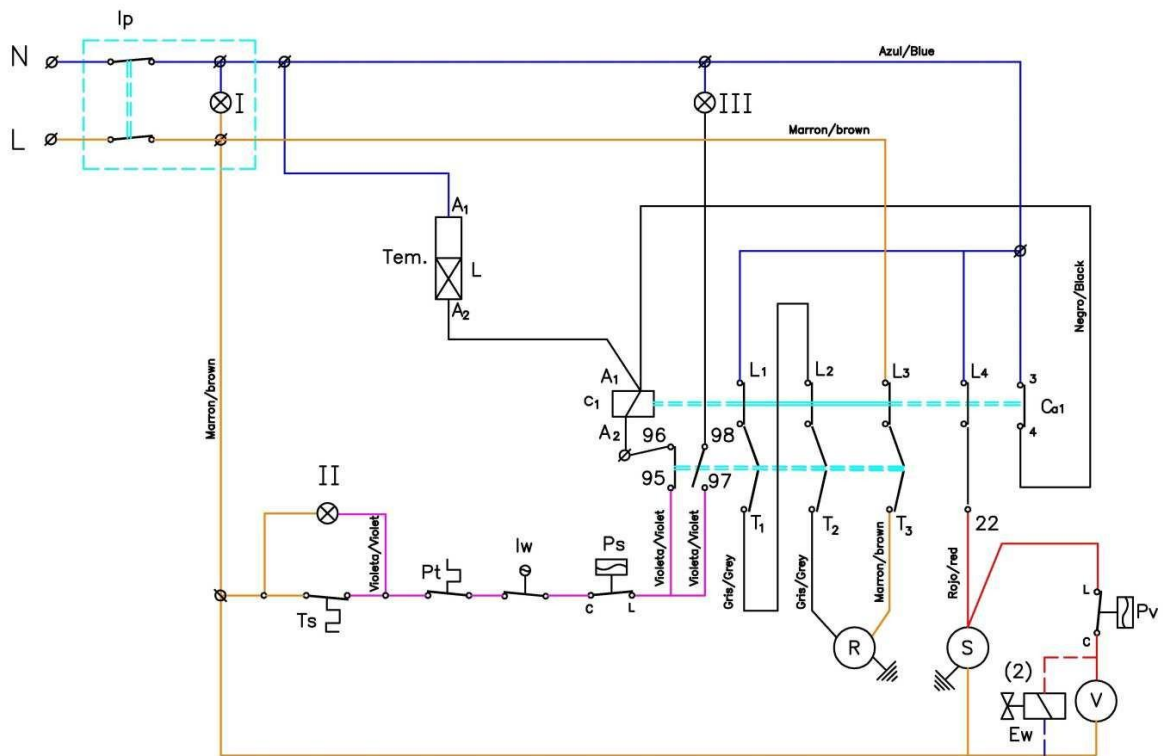 Ip
N
Azul/Blue
I
III
L
Marron/brown
A1
Tem.
L
A2
Negro/Black
Marron/brown
L1
L2
L3
L4
3
A1
C1
Ca1
A2
96
98
4
95
97
II
T1
T2
T3
22
Violeta/Violet
Pt
Iw
Ps
Violeta/Violet
Violeta/Violet
Gris/Grey
Gris/Grey
Marron/brown
Rojo/red
L
Pv
C
L
Ts
C
R
S
(2)
V
Ew